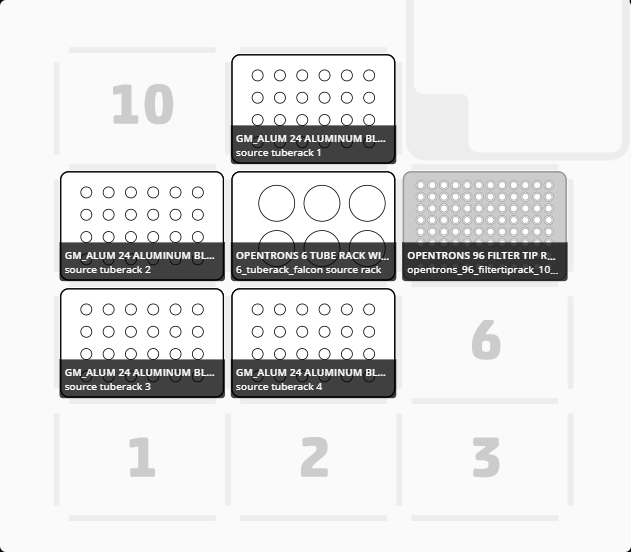 10
GM_ALUM 24 ALUMINUM BL...
source tuberack 1
GM_ALUM 24 ALUMINUM BL...
source tuberack 2
OPENTRONS 6 TUBE RACK WI...
6_tuberack_falcon source rack
OPENTRONS 96 FILTER TIP R...
opentrons_96_filtertiprack_10...
GM_ALUM 24 ALUMINUM BL...
source tuberack 3
GM_ALUM 24 ALUMINUM BL...
source tuberack 4
6
1
2
3